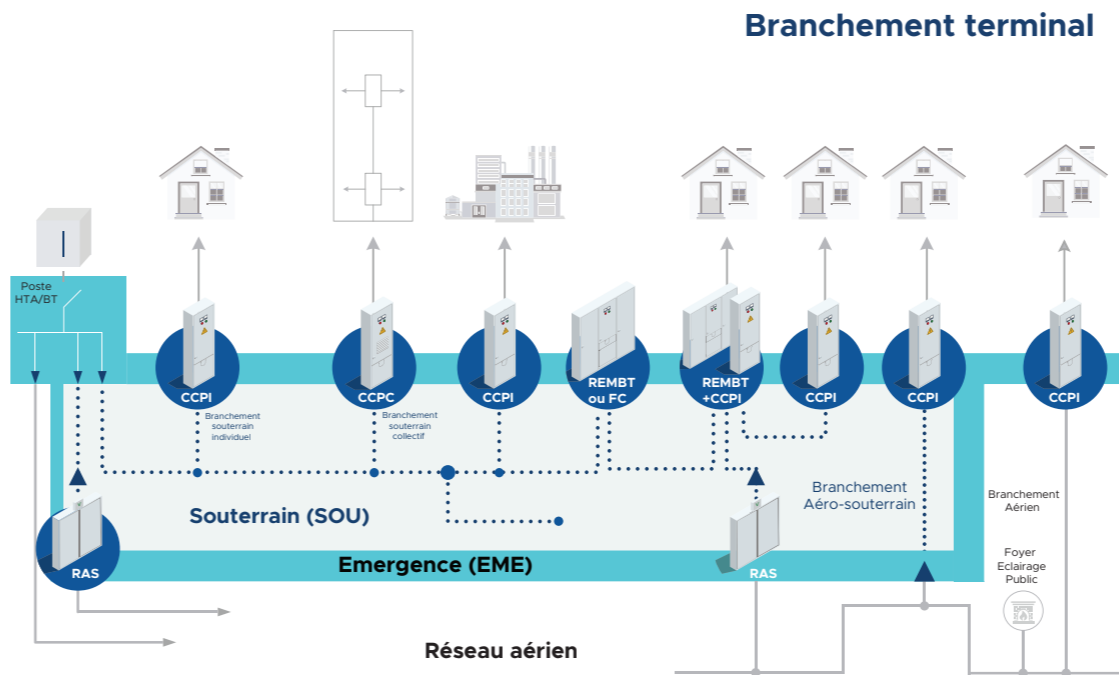 Branchement terminal
Poste
HTA/BT
CCPI
CCPC
CCPI
REMBT
ou FC
REMBT
+CCPI
CCPI
CCPI
CCPI
Branchement
souterrain
individuel
Branchement
souterrain
collectif
Branchement
Aéro-souterrain
Branchement
Aérien
Souterrain (SOU)
Foyer
Eclairage
Public
Emergence (EME)
RAS
RAS
Réseau aérien